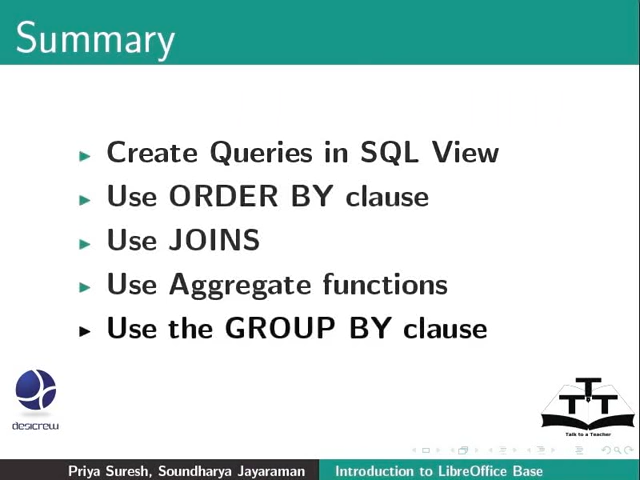 Summary
Create Queries in SQL View
Use ORDER BY clause
Use JOINS
Use Aggregate functions
Use the GROUP BY clause
desicrew
T
T T
Talk to a Teacher
Priya Suresh, Soundharya Jayaraman Introduction to LibreOffice Base